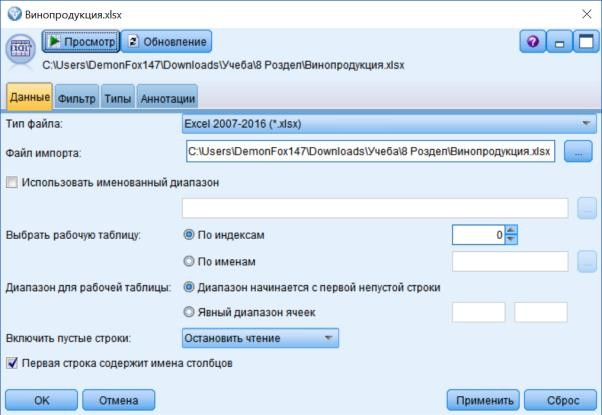 Винопродукция.xlsx
Просмотр Обновление
C:\Users\DemonFox147\Downloads\Учеба\8 Раздел\Винопродукция.xlsx
Данные Фильтр Типы Аннотации
Тип файла: Excel 2007-2016 (*.xlsx)
Файл импорта: C:\Users\DemonFox147\Downloads\Учеба\8 Раздел\Винопродукция.xlsx ...
Использовать именованный диапазон
...
Выбрать рабочую таблицу: По индексам 0
По именам ...
Диапазон для рабочей таблицы: Диапазон начинается с первой непустой строки
Явный диапазон ячеек
Включить пустые строки: Остановить чтение
Первая строка содержит имена столбцов
OK Отмена Применить Сброс